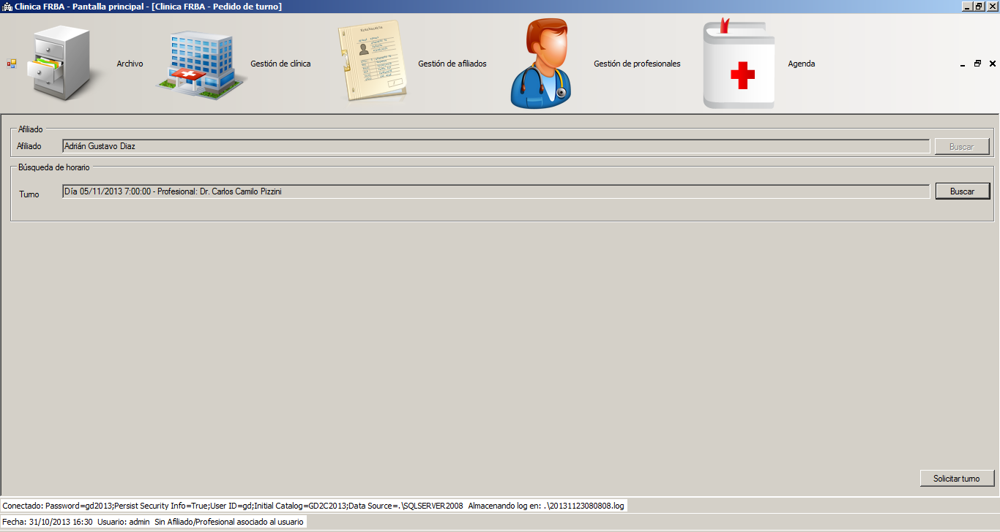 Clinica FRBA - Pantalla principal - [Clinica FRBA - Pedido de turno]
Archivo
Gestión de clínica
Gestión de afiliados
Gestión de profesionales
Agenda
Afiliado
Afiliado Adrián Gustavo Diaz Buscar
Búsqueda de horario
Turno Día 05/11/2013 7:00:00 - Profesional: Dr. Carlos Camilo Pizzini Buscar
Solicitar turno
Conectado: Password=gd2013;Persist Security Info=True;User ID=gd;Initial Catalog=GD2C2013;Data Source=.\SQLSERVER2008 Almacenando log en: .\20131123080808.log
Fecha: 31/10/2013 16:30 Usuario: admin Sin Afiliado/Profesional asociado al usuario